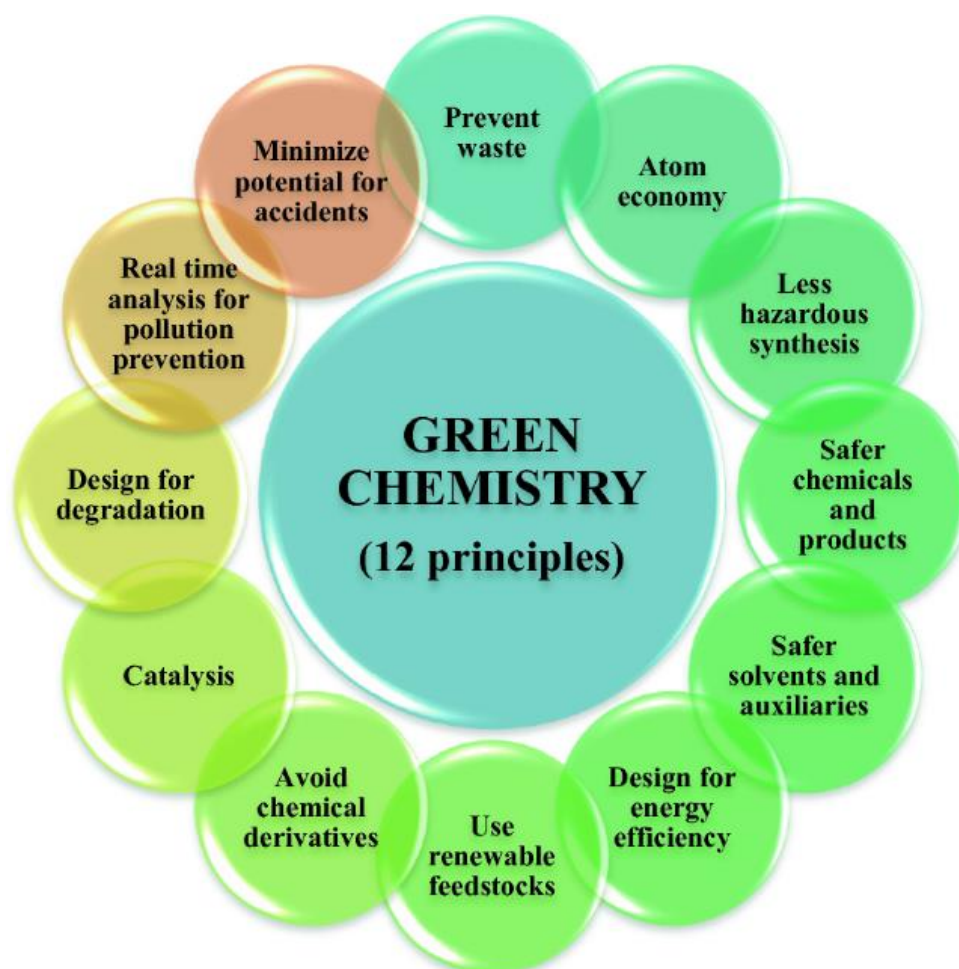 Prevent
waste
Atom
economy
Less
hazardous
synthesis
Safer
chemicals
and
products
Safer
solvents and
auxiliaries
Design for
energy
efficiency
Use
renewable
feedstocks
Avoid
chemical
derivatives
Catalysis
Design for
degradation
Real time
analysis for
pollution
prevention
Minimize
potential for
accidents
GREEN
CHEMISTRY
(12 principles)